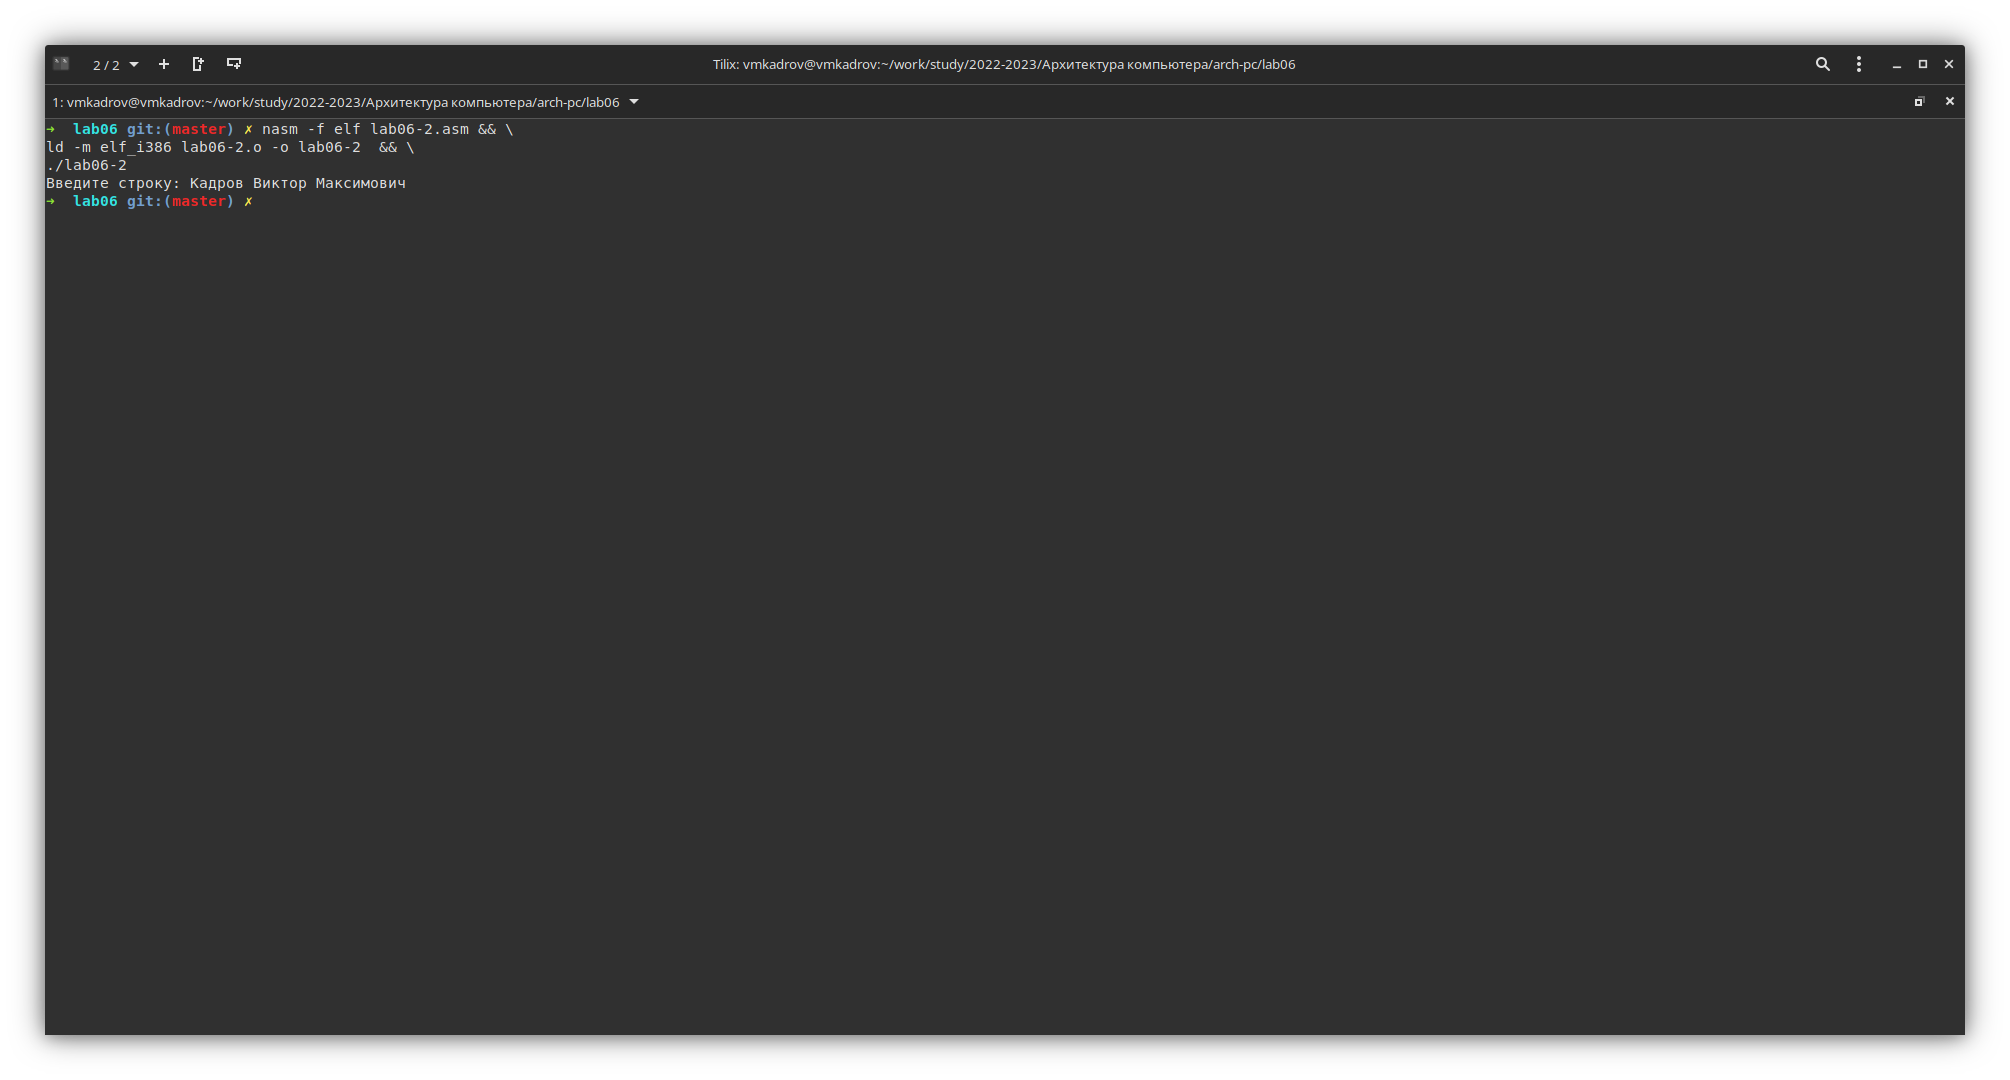 2 / 2
Tilix: vmkadrov@vmkadrov:~/work/study/2022-2023/Архитектура компьютера/arch-pc/lab06
1: vmkadrov@vmkadrov:~/work/study/2022-2023/Архитектура компьютера/arch-pc/lab06
➜  lab06 git:(master) ✗ nasm -f elf lab06-2.asm && \
ld -m elf_i386 lab06-2.o -o lab06-2  && \
./lab06-2
Введите строку: Кадров Виктор Максимович
➜  lab06 git:(master) ✗